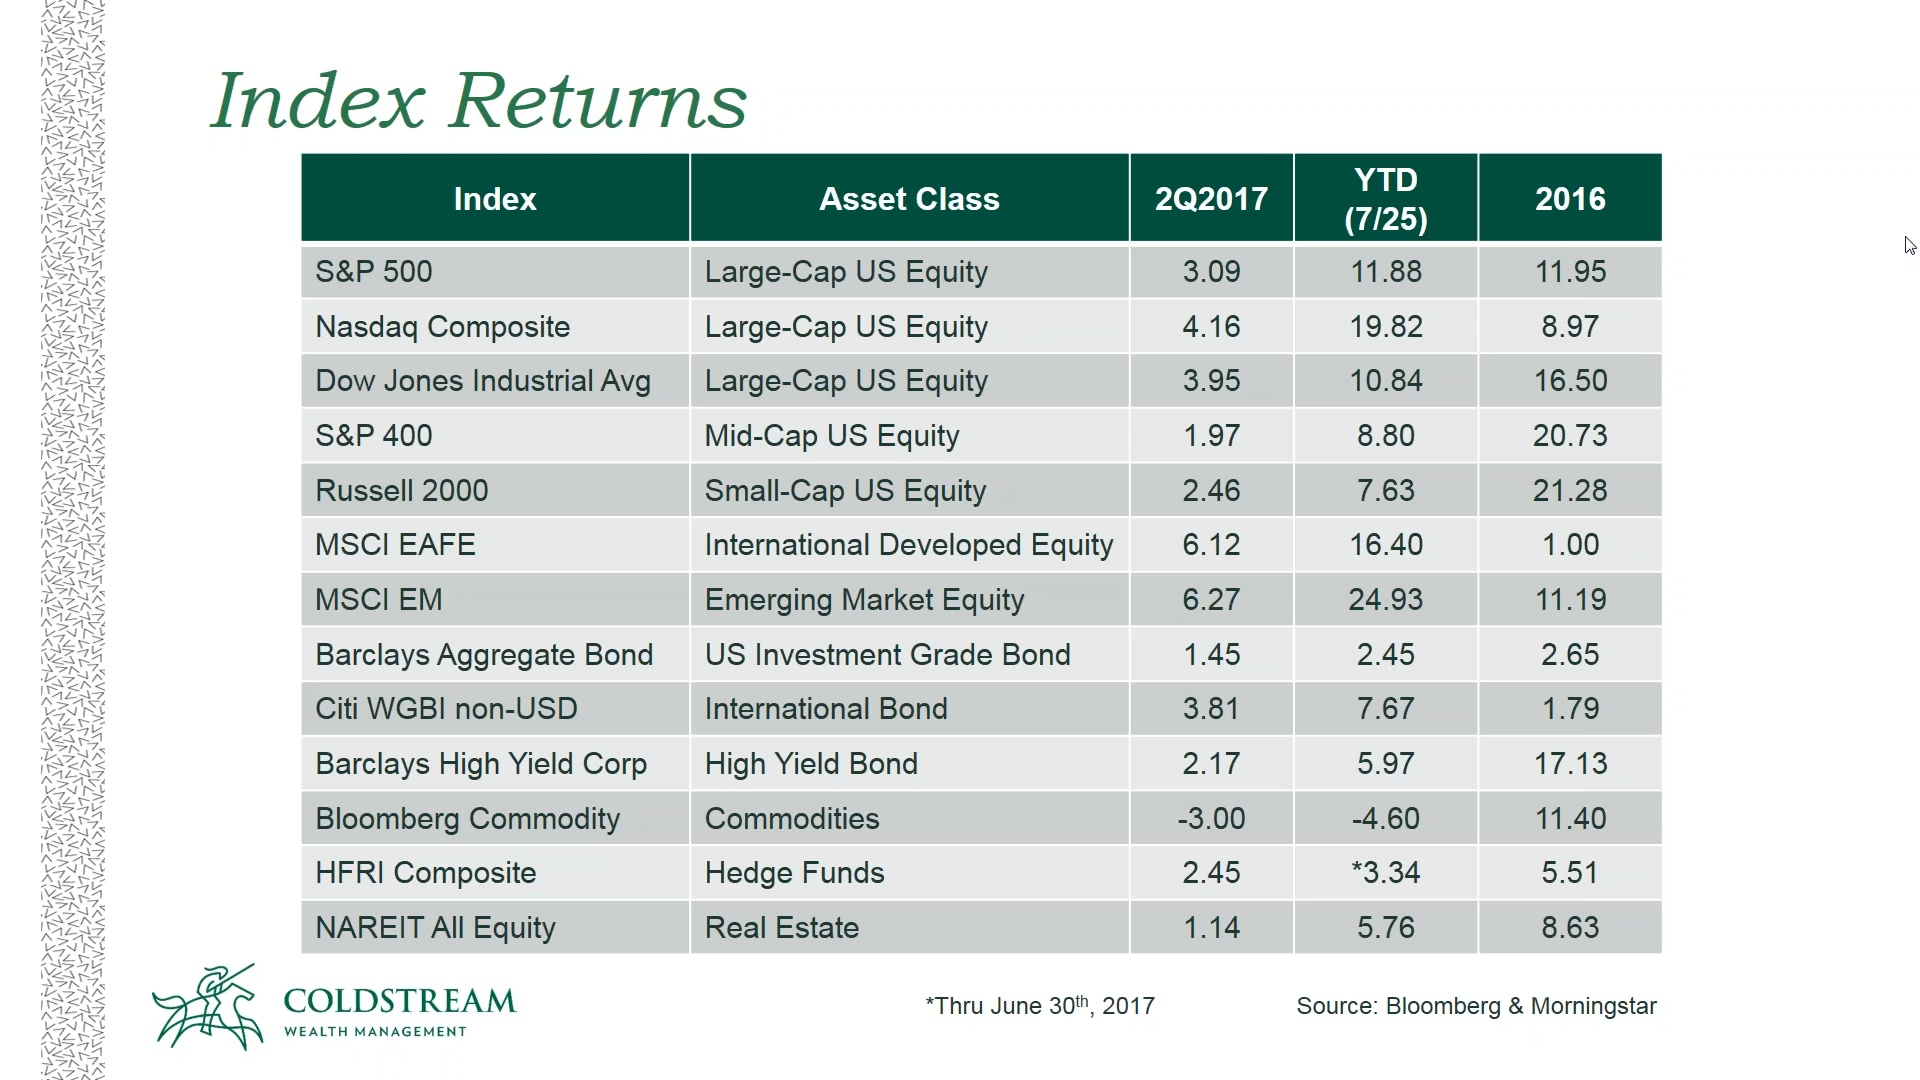 Index Returns
Index Asset Class 2Q2017 YTD (7/25) 2016
S&P 500 Large-Cap US Equity 3.09 11.88 11.95
Nasdaq Composite Large-Cap US Equity 4.16 19.82 8.97
Dow Jones Industrial Avg Large-Cap US Equity 3.95 10.84 16.50
S&P 400 Mid-Cap US Equity 1.97 8.80 20.73
Russell 2000 Small-Cap US Equity 2.46 7.63 21.28
MSCI EAFE International Developed Equity 6.12 16.40 1.00
MSCI EM Emerging Market Equity 6.27 24.93 11.19
Barclays Aggregate Bond US Investment Grade Bond 1.45 2.45 2.65
Citi WGBI non-USD International Bond 3.81 7.67 1.79
Barclays High Yield Corp High Yield Bond 2.17 5.97 17.13
Bloomberg Commodity Commodities -3.00 -4.60 11.40
HFRI Composite Hedge Funds 2.45 *3.34 5.51
NAREIT All Equity Real Estate 1.14 5.76 8.63
COLDSTREAM
WEALTH MANAGEMENT
*Thru June 30th, 2017 Source: Bloomberg & Morningstar